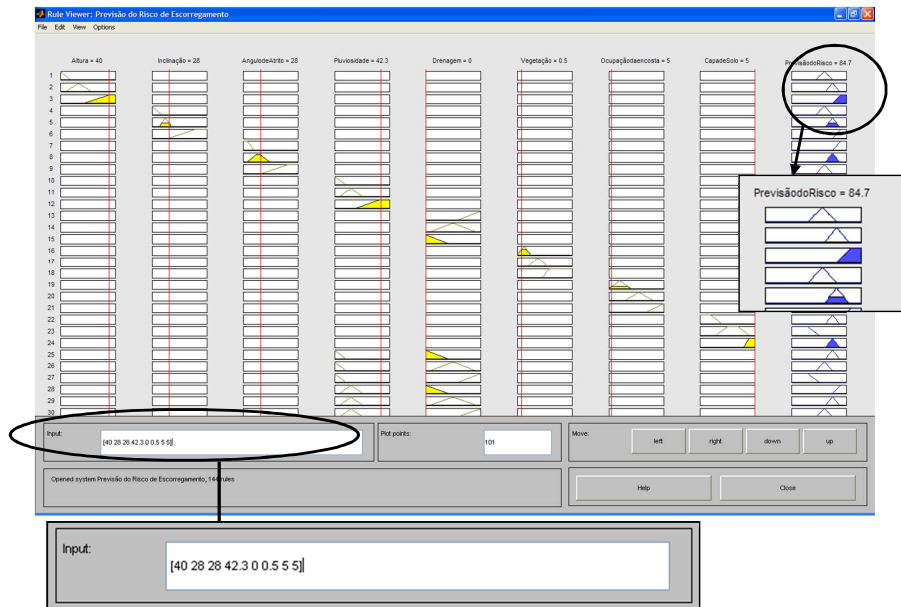 Rule Viewer: Previsão do Risco de Escorregamento
File Edit View Options
Altura = 40
Inclinação = 28
AngulodeAtrito = 28
Pluviosidade = 42.3
Drenagem = 0
Vegetação = 0.5
Ocupaçãodaencosta = 5
CapadeSolo = 5
PrevisãodoRisco = 84.7
1
2
3
4
5
6
7
8
9
10
11
12
13
14
15
16
17
18
19
20
21
22
23
24
25
26
27
28
29
30
PrevisãodoRisco = 84.7
Input:
[40 28 28 42.3 0 0.5 5 5]
Plot points:
101
Move:
left
right
down
up
Opened system Previsão do Risco de Escorregamento, 144 rules
Help
Close
Input:
[40 28 28 42.3 0 0.5 5 5]